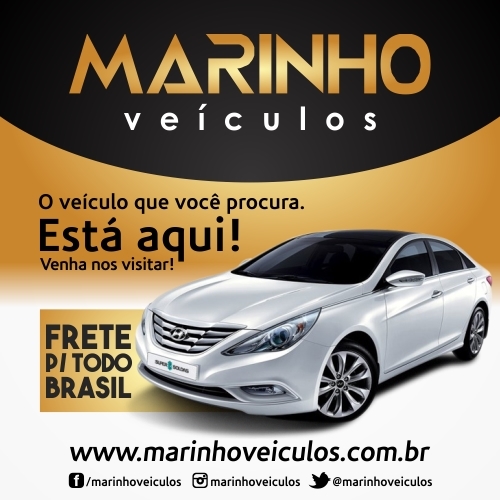 MARINHO
veículos
O veículo que você procura.
Está aqui!
Venha nos visitar!
FRETE
P/ TODO
BRASIL
www.marinhoveiculos.com.br
/marinhoveiculos marinhoveiculos @marinhoveiculos